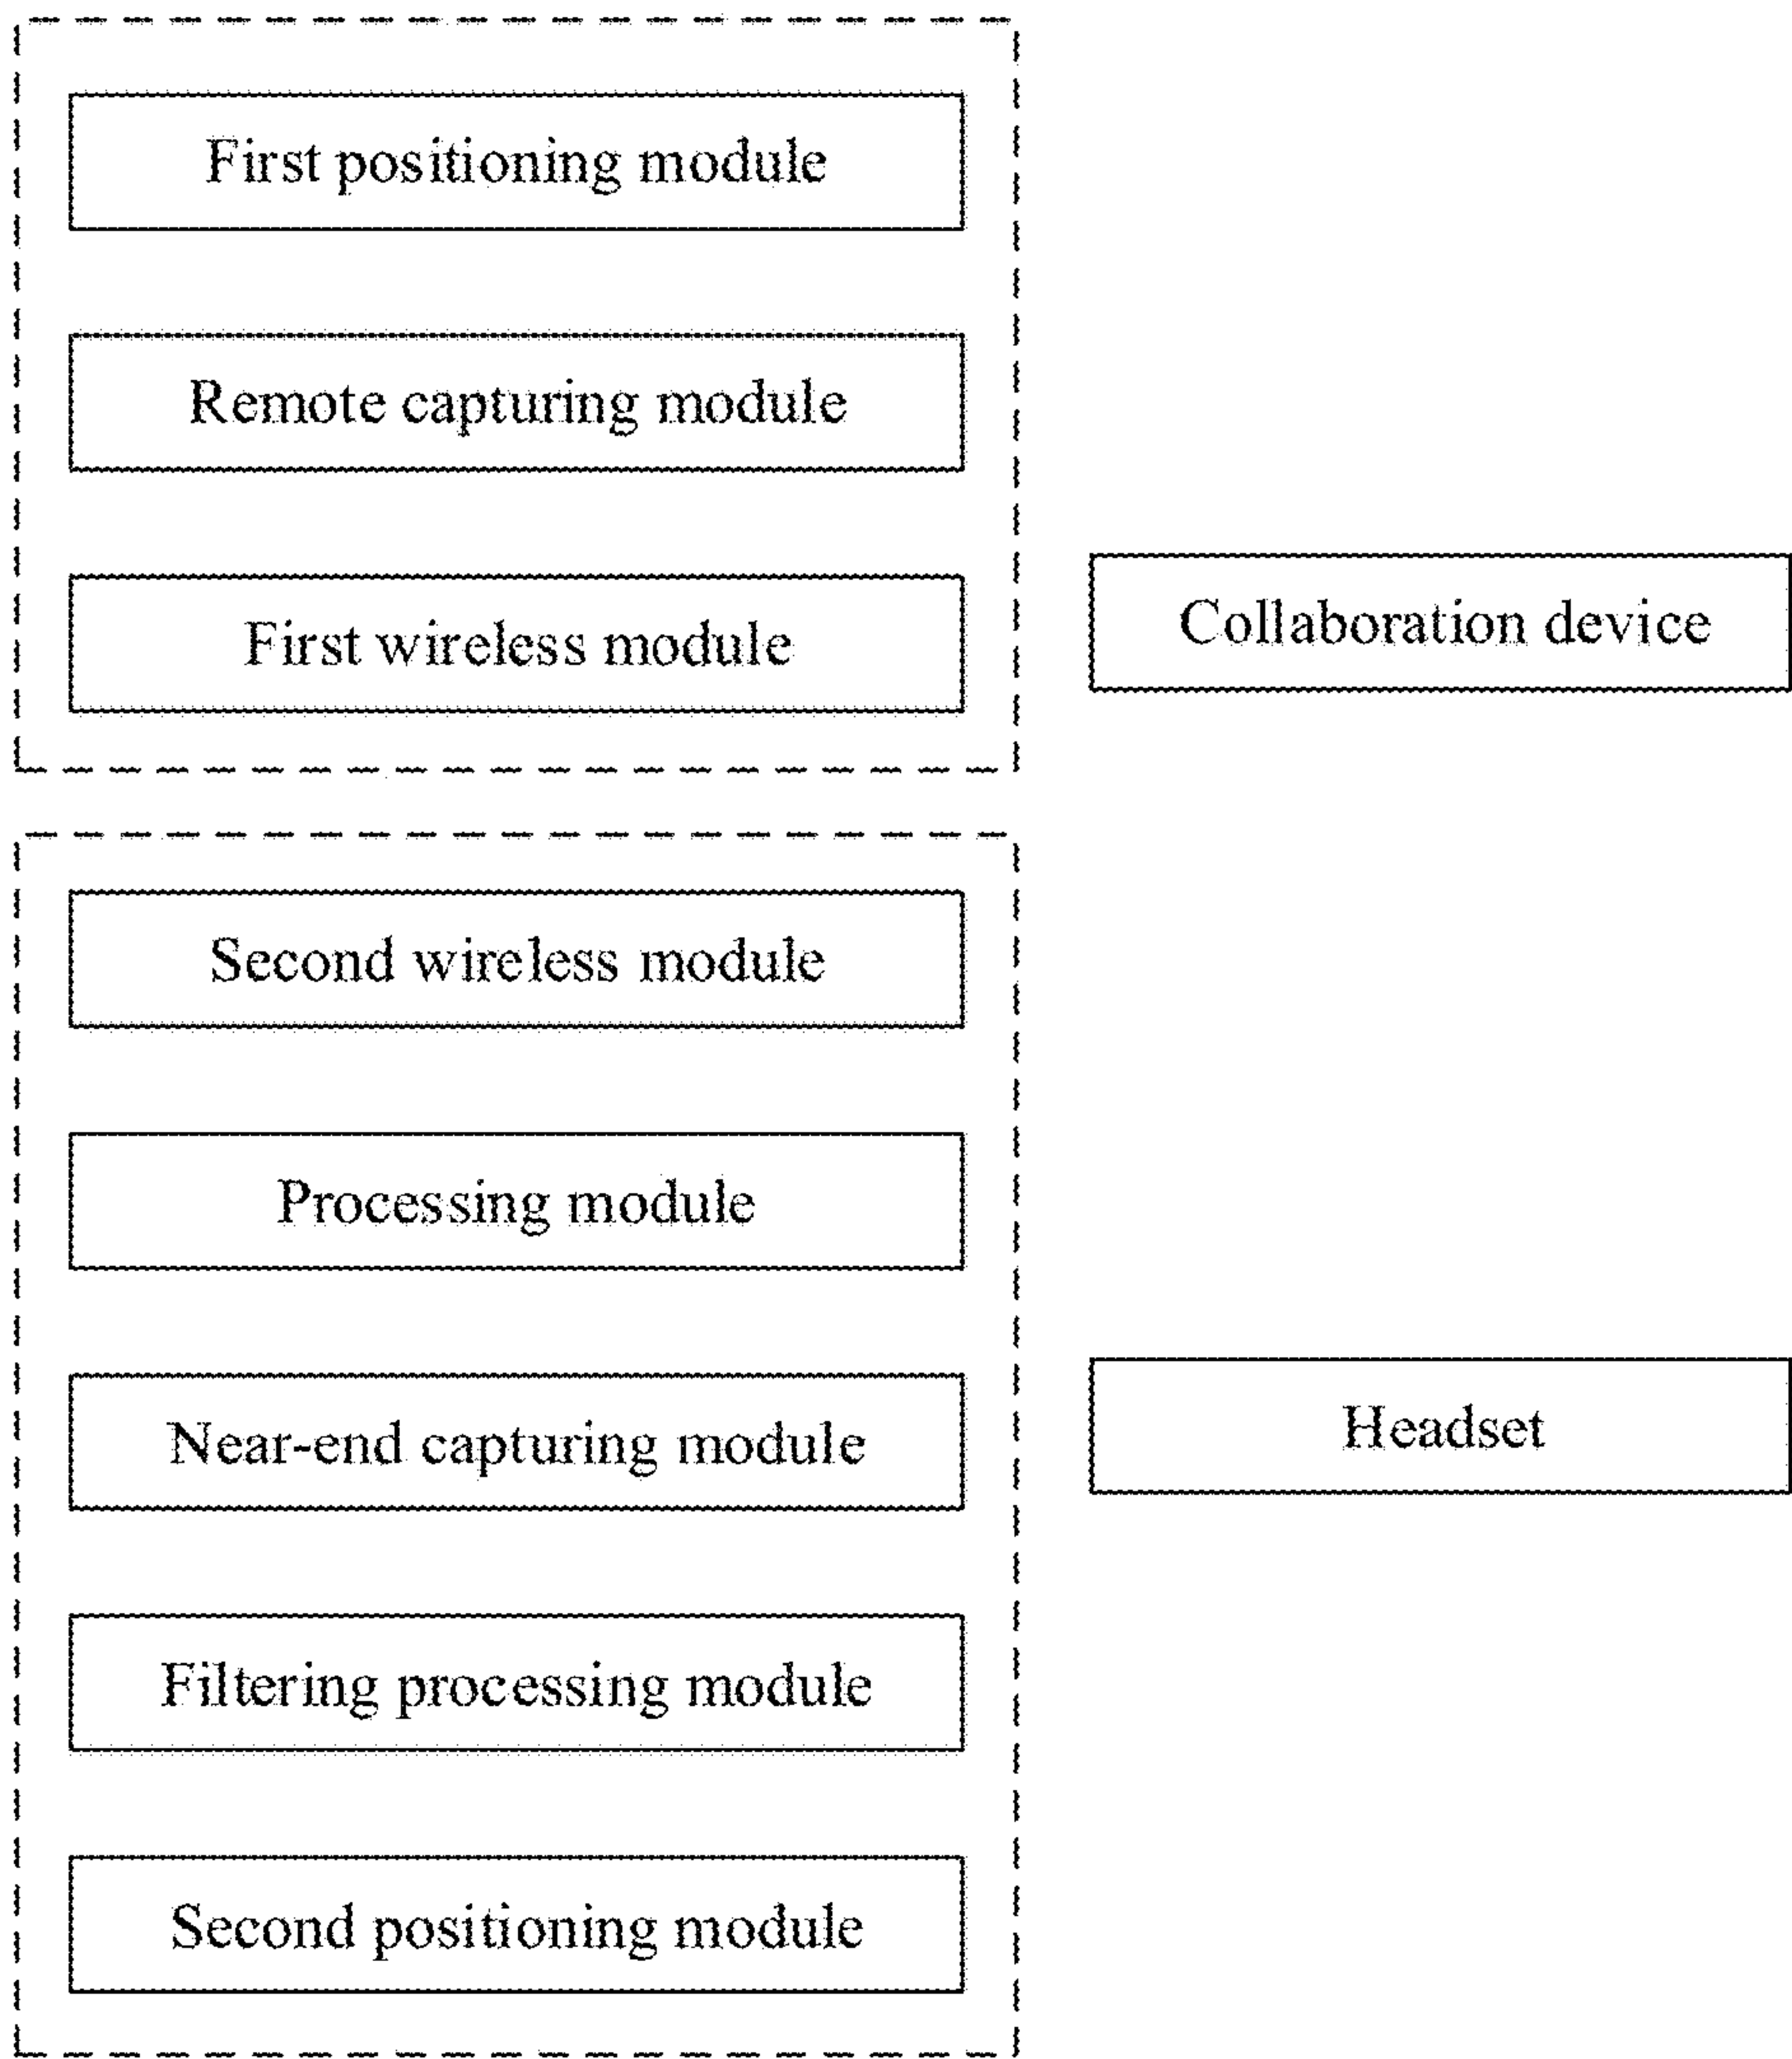 First positioning module
Remote capturing module
First wireless module
Collaboration device
Second wireless module
Processing module
Near-end capturing module
Headset
Filtering processing module
Second positioning module